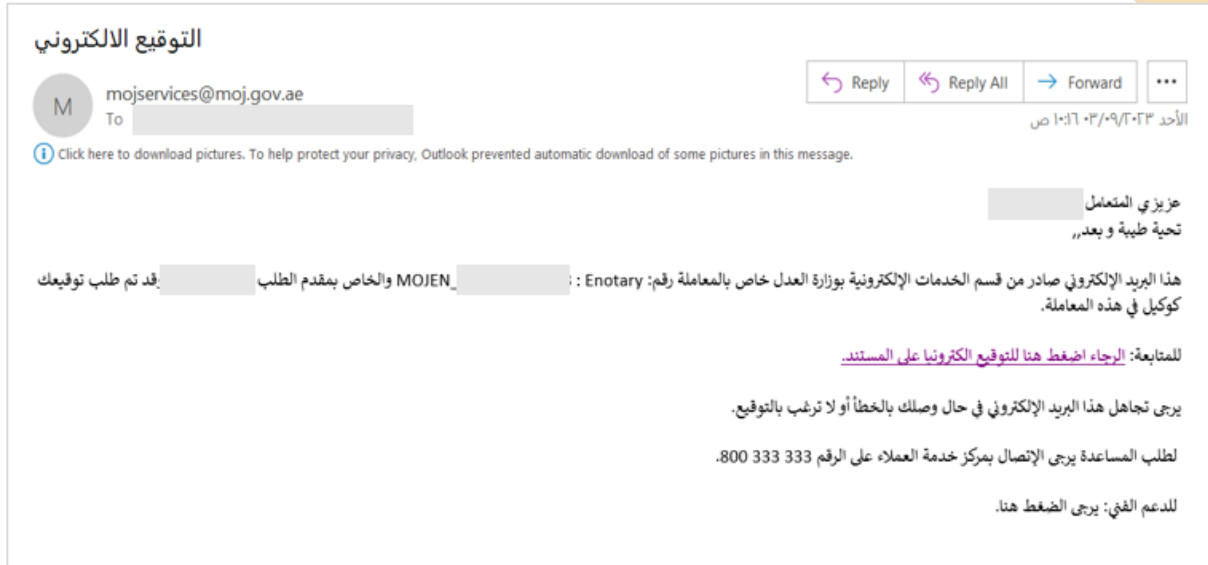 التوقيع الالكتروني
M
mojservices@moj.gov.ae
To
Reply
Reply All
Forward
...
الأحد ٠٣/٠٩/٢٠٢٣ ١٠:١٦ ص
Click here to download pictures. To help protect your privacy, Outlook prevented automatic download of some pictures in this message.
عزيزي المتعامل
تحية طيبة و بعد,,
هذا البريد الإلكتروني صادر من قسم الخدمات الإلكترونية بوزارة العدل خاص بالمعاملة رقم: Enotary : MOJEN_ والخاص بمقدم الطلب وقد تم طلب توقيعك
كوكيل في هذه المعاملة.
للمتابعة: الرجاء اضغط هنا للتوقيع الكترونيا على المستند.
يرجى تجاهل هذا البريد الإلكتروني في حال وصلك بالخطأ أو لا ترغب بالتوقيع.
لطلب المساعدة يرجى الإتصال بمركز خدمة العملاء على الرقم 333 333 800.
للدعم الفني: يرجى الضغط هنا.